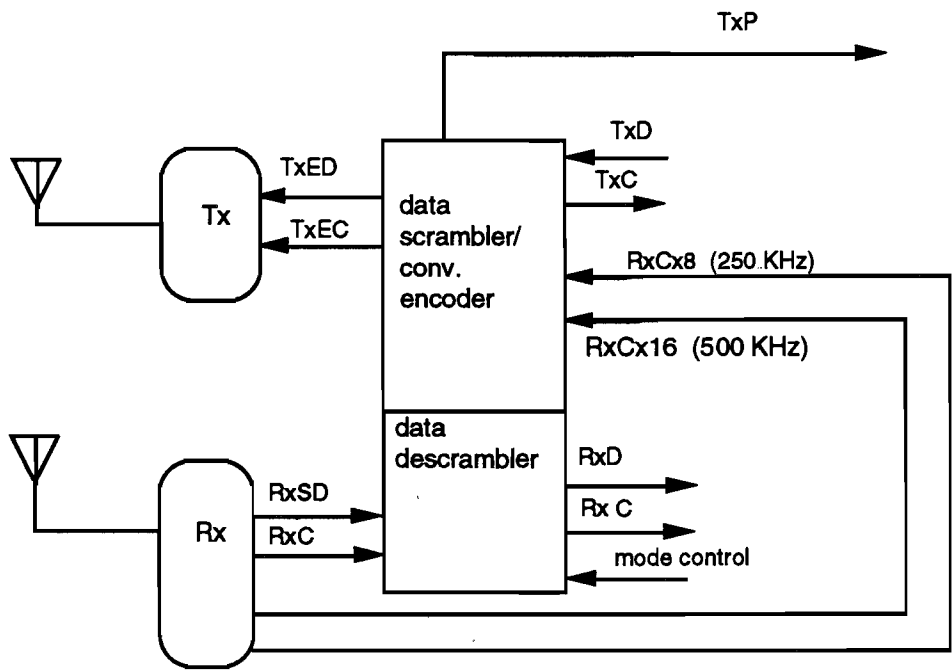 TxP
TxD
TxED
TxC
Tx
data
scrambler/
conv.
encoder
TxEC
RxCx8 (250 KHz)
RxCx16 (500 KHz)
data
descrambler
RxD
RxSD
Rx
Rx C
RxC
mode control